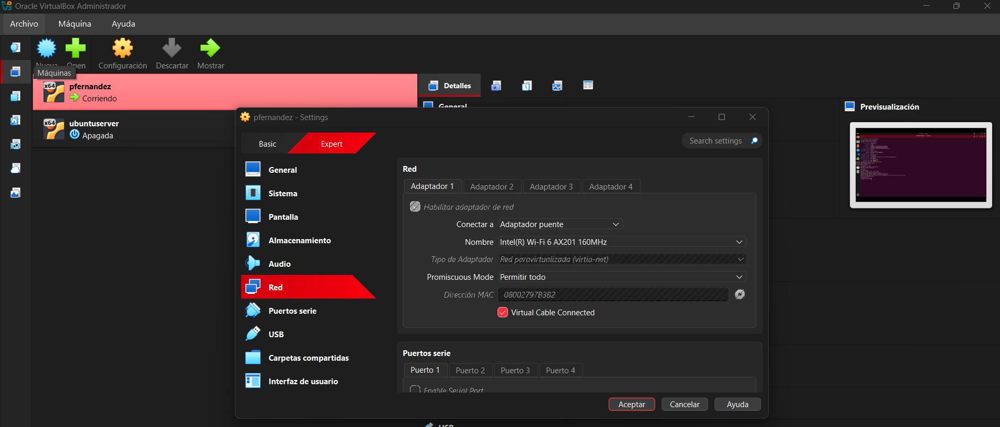 Oracle VirtualBox Administrador
Archivo Máquina Ayuda
Nueva Open Configuración Descartar Mostrar
Máquinas
x64 pfernandez
Corriendo
x64 ubuntuserver
Apagada
Detalles
General
Previsualización
pfernandez - Settings
Basic Expert
Search settings
General
Sistema
Pantalla
Almacenamiento
Audio
Red
Puertos serie
USB
Carpetas compartidas
Interfaz de usuario
Red
Adaptador 1 Adaptador 2 Adaptador 3 Adaptador 4
Habilitar adaptador de red
Conectar a Adaptador puente
Nombre Intel(R) Wi-Fi 6 AX201 160MHz
Tipo de Adaptador Red paravirtualizada (virtio-net)
Promiscuous Mode Permitir todo
Dirección MAC 08002797B3B2
Virtual Cable Connected
Puertos serie
Puerto 1 Puerto 2 Puerto 3 Puerto 4
Enable Serial Port
Aceptar Cancelar Ayuda
USB